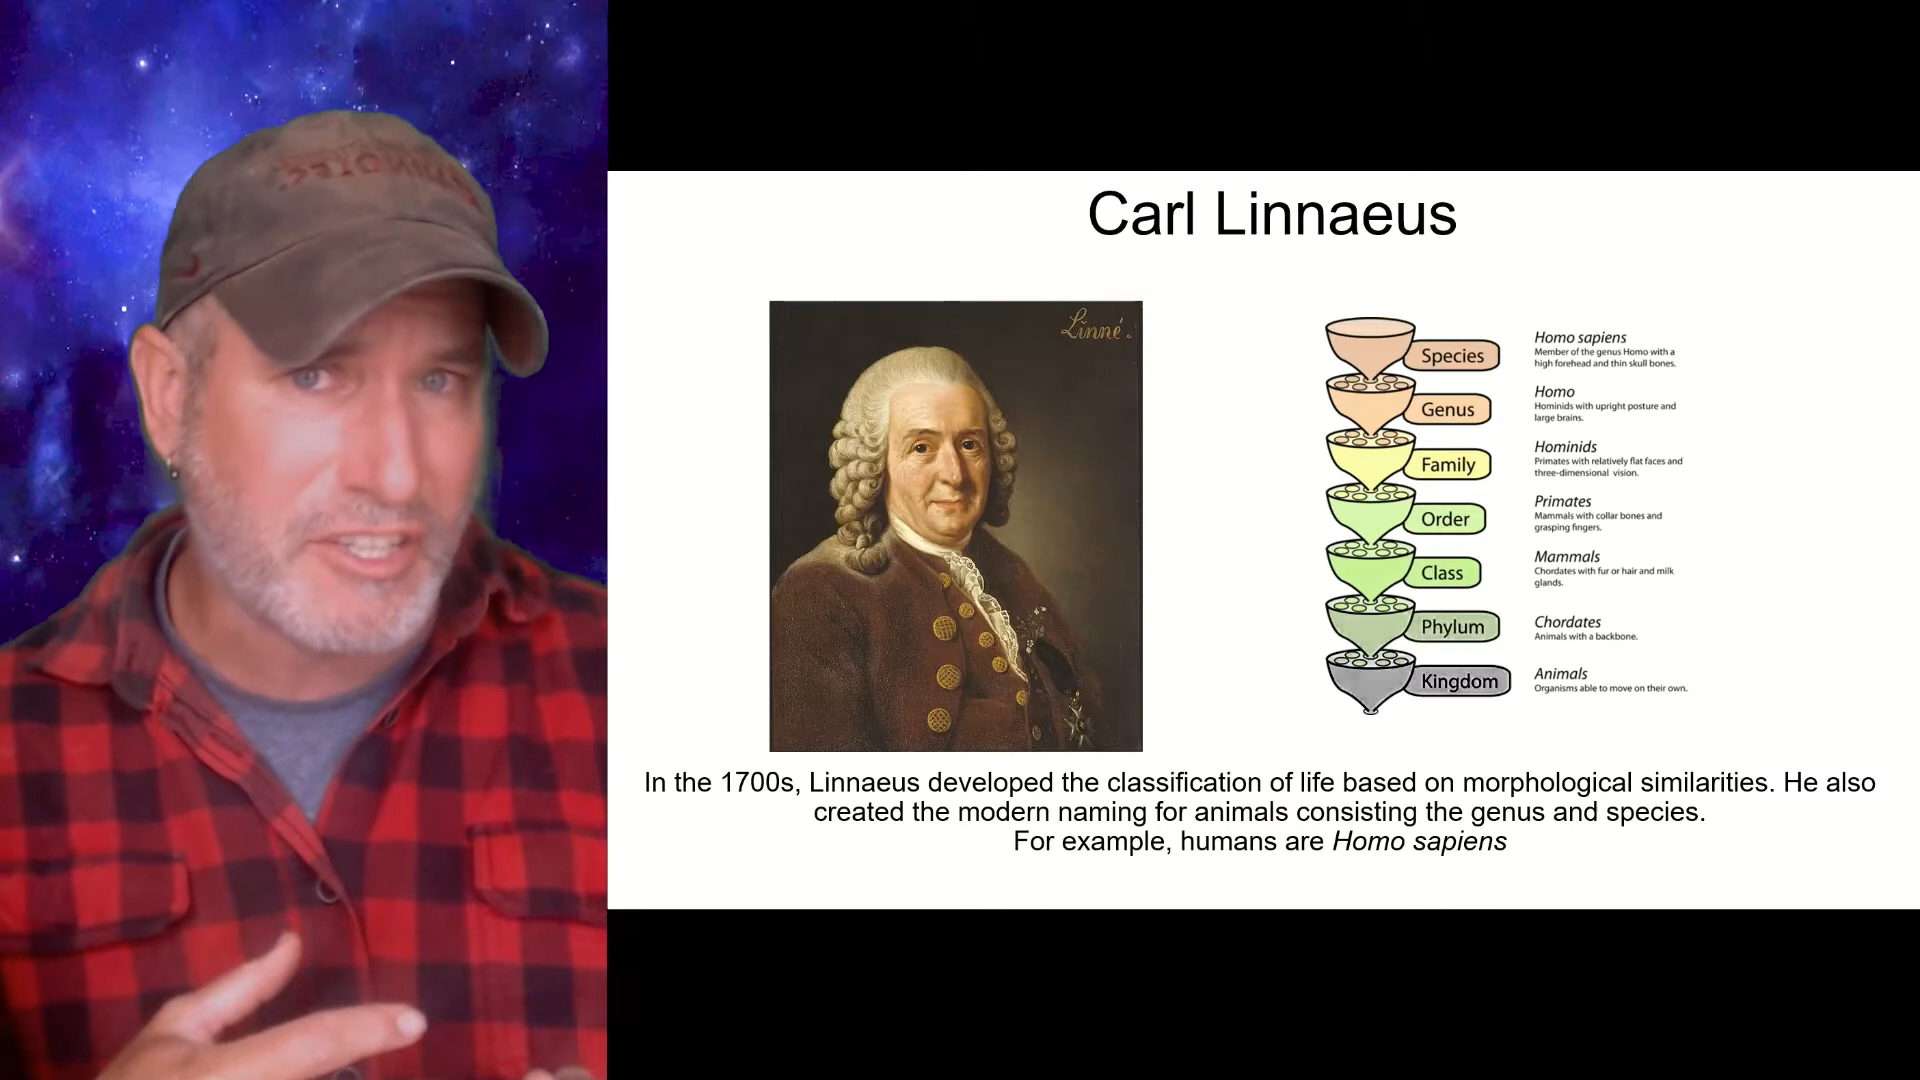 Carl Linnaeus
Linné.
Species
Homo sapiens
Member of the genus Homo with a
high forehead and thin skull bones.
Genus
Homo
Hominids with upright posture and
large brains.
Family
Hominids
Primates with relatively flat faces and
three-dimensional vision.
Order
Primates
Mammals with collar bones and
grasping fingers.
Class
Mammals
Chordates with fur or hair and milk
glands.
Phylum
Chordates
Animals with a backbone.
Kingdom
Animals
Organisms able to move on their own.
In the 1700s, Linnaeus developed the classification of life based on morphological similarities. He also
created the modern naming for animals consisting the genus and species.
For example, humans are Homo sapiens